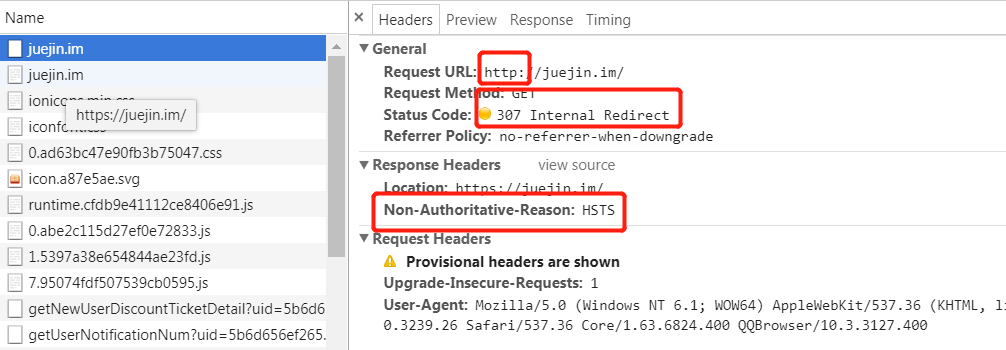 Name
juejin.im
juejin.im
ionicons.min.css
https://juejin.im/
iconfont.css
0.ad63bc47e90fb3b75047.css
icon.a87e5ae.svg
runtime.cfdb9e41112ce8406e91.js
0.abe2c115d27ef0e72833.js
1.5397a38e654844ae23fd.js
7.95074fdf507539cb0595.js
getNewUserDiscountTicketDetail?uid=5b6d6
getUserNotificationNum?uid=5b6d656ef265.
× Headers Preview Response Timing
▼ General
Request URL: http://juejin.im/
Request Method: GET
Status Code: 307 Internal Redirect
Referrer Policy: no-referrer-when-downgrade
▼ Response Headers view source
Location: https://juejin.im/
Non-Authoritative-Reason: HSTS
▼ Request Headers
Provisional headers are shown
Upgrade-Insecure-Requests: 1
User-Agent: Mozilla/5.0 (Windows NT 6.1; WOW64) AppleWebKit/537.36 (KHTML, li
0.3239.26 Safari/537.36 Core/1.63.6824.400 QQBrowser/10.3.3127.400